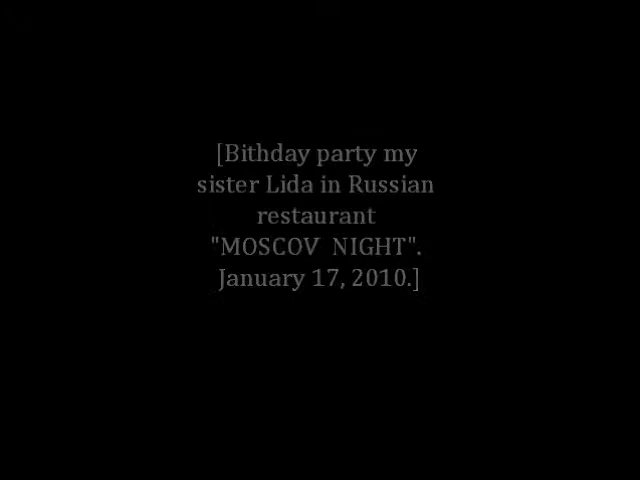 [Bithday party my
sister Lida in Russian
restaurant
"MOSCOV  NIGHT".
January 17, 2010.]